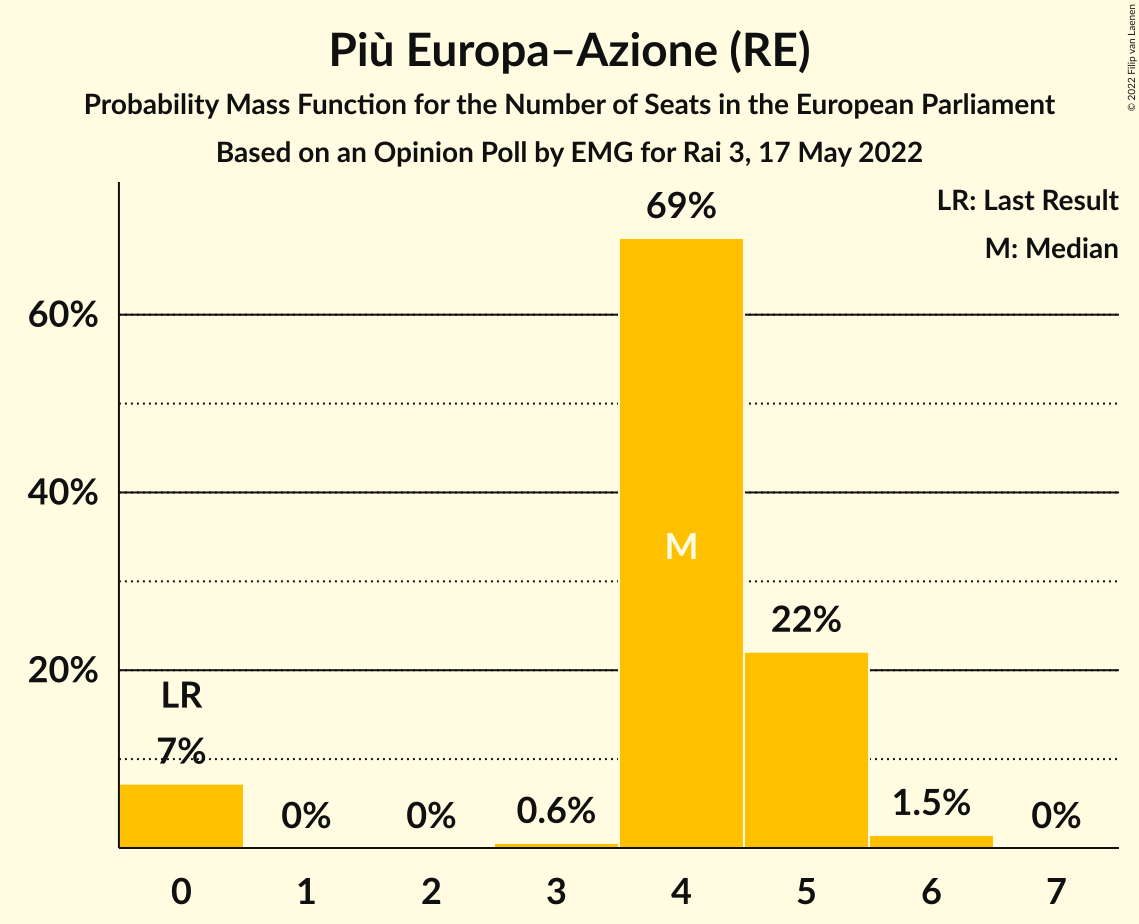 Più Europa–Azione (RE)
Probability Mass Function for the Number of Seats in the European Parliament
Based on an Opinion Poll by EMG for Rai 3, 17 May 2022
© 2022 Filip van Laenen
LR: Last Result
M: Median
60%
40%
20%
LR
7%
0%
0%
0.6%
69%
M
22%
1.5%
0%
0
1
2
3
4
5
6
7